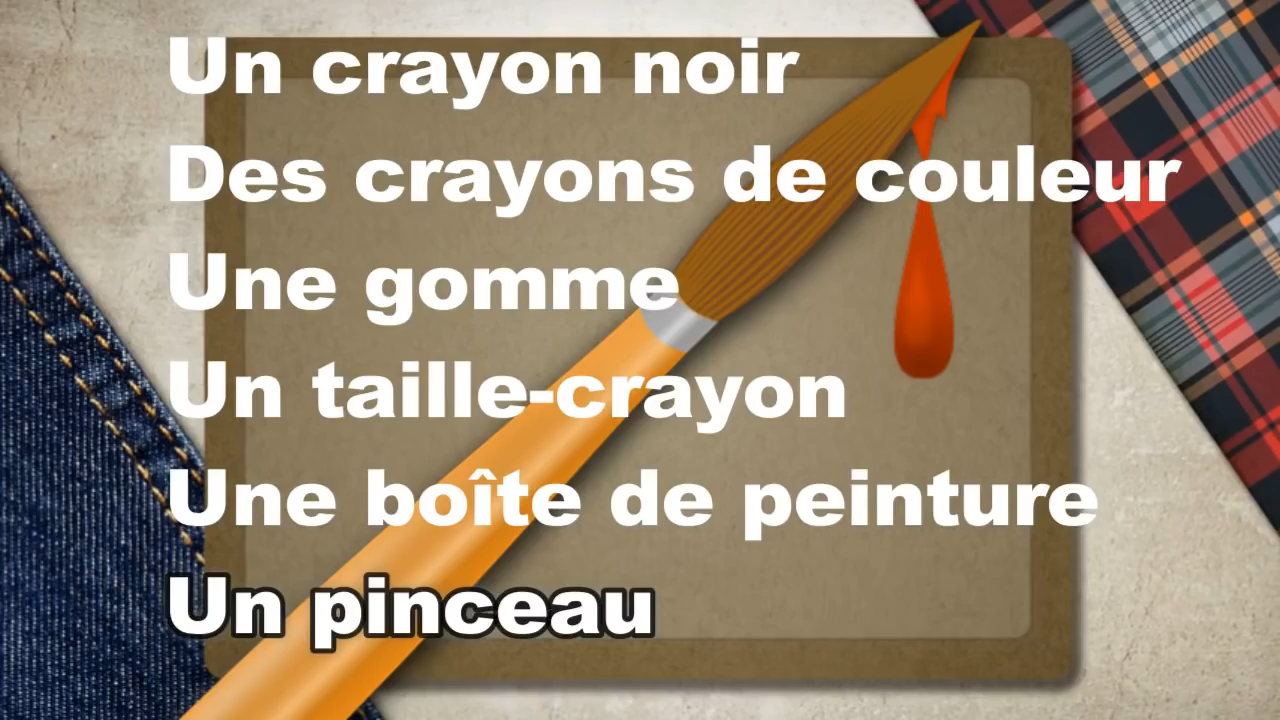 Un crayon noir
Des crayons de couleur
Une gomme
Un taille-crayon
Une boîte de peinture
Un pinceau